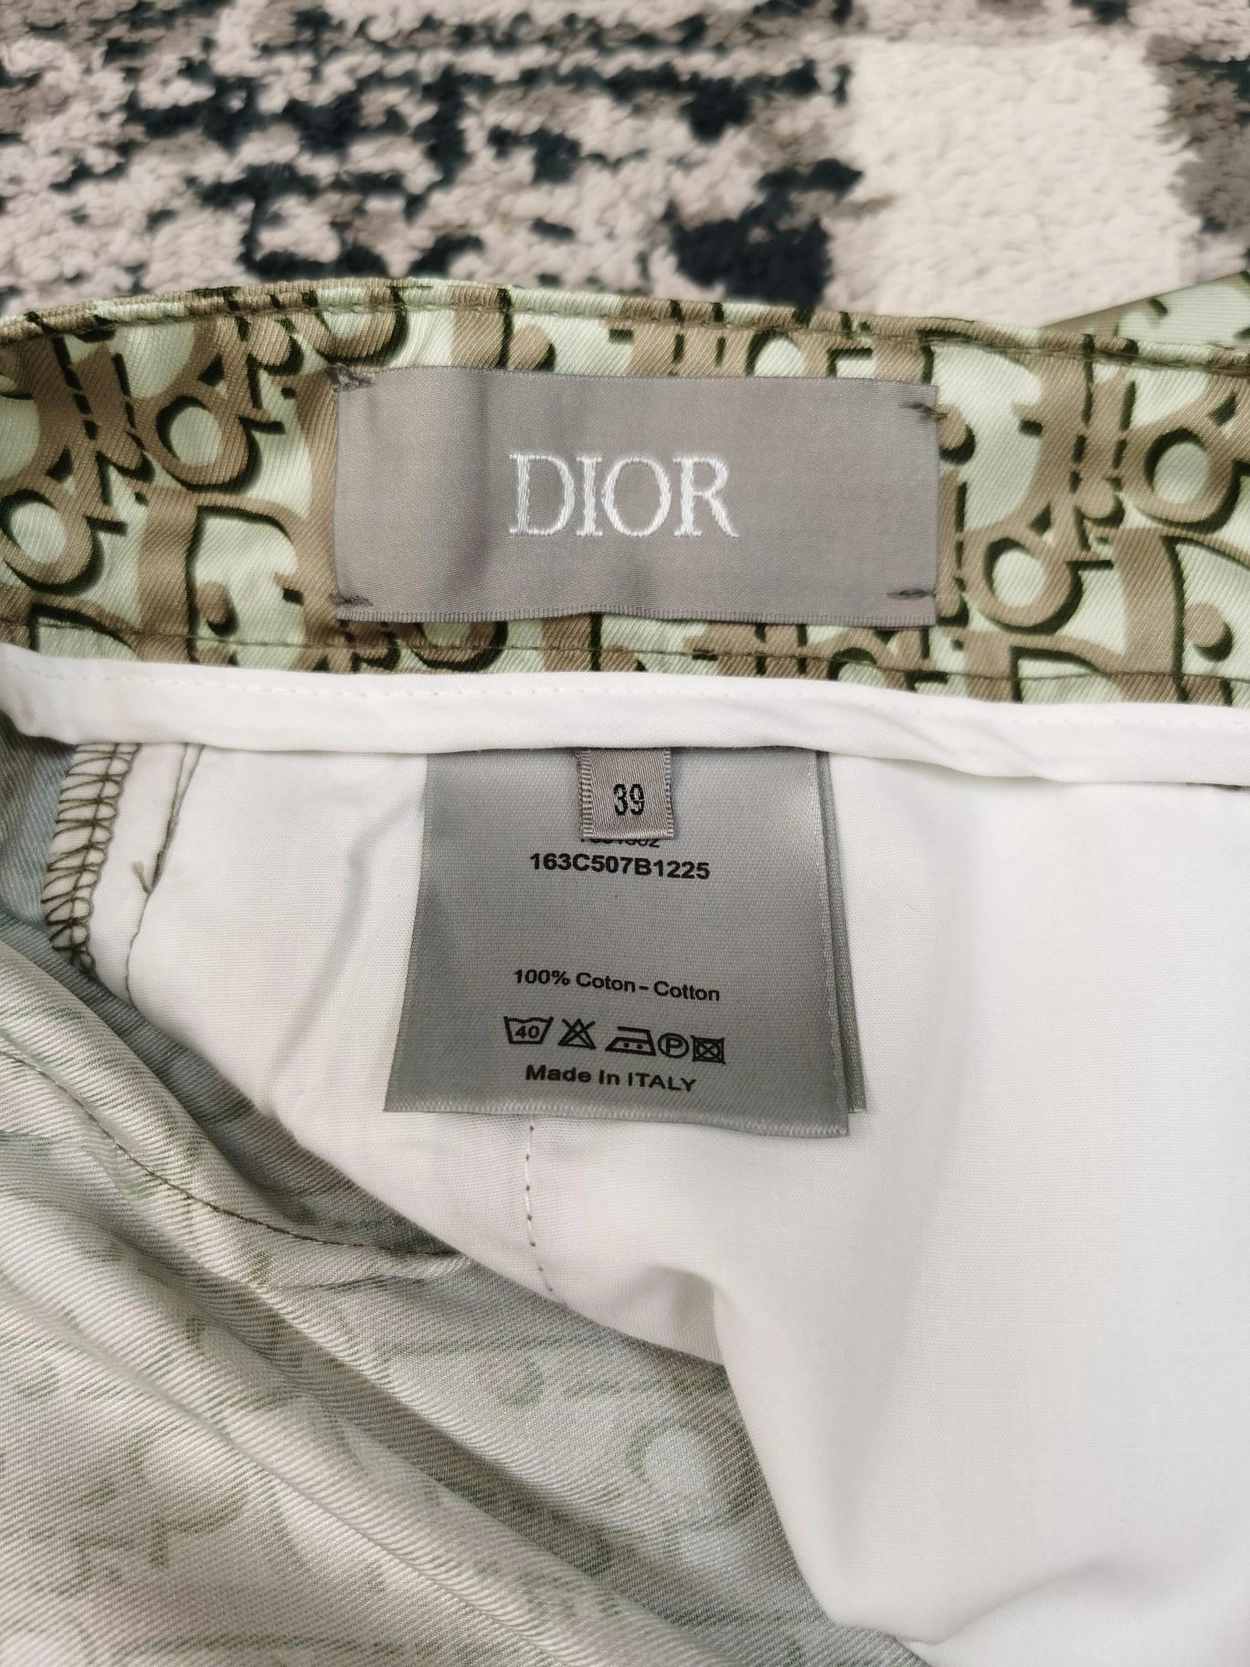 DIOR
39
163C507B1225
100% Coton - Cotton
40
P
Made In ITALY